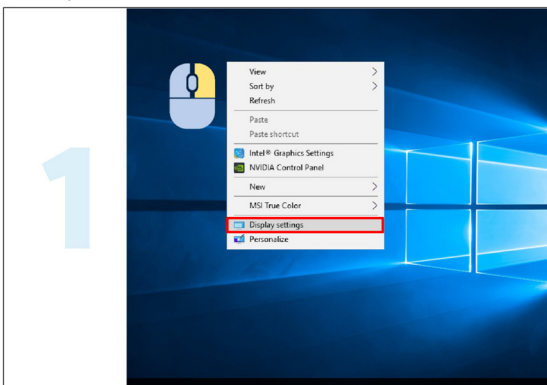 1
View
Sort by
Refresh
Paste
Paste shortcut
Intel® Graphics Settings
NVIDIA Control Panel
New
MSI True Color
Display settings
Personalize